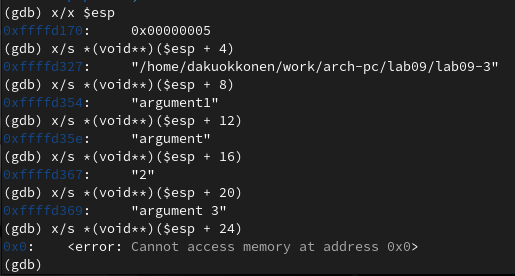 (gdb) x/x $esp
0xffffd170:     0x00000005
(gdb) x/s *(void**)($esp + 4)
0xffffd327:     "/home/dakuokkonen/work/arch-pc/lab09/lab09-3"
(gdb) x/s *(void**)($esp + 8)
0xffffd354:     "argument1"
(gdb) x/s *(void**)($esp + 12)
0xffffd35e:     "argument"
(gdb) x/s *(void**)($esp + 16)
0xffffd367:     "2"
(gdb) x/s *(void**)($esp + 20)
0xffffd369:     "argument 3"
(gdb) x/s *(void**)($esp + 24)
0x0:    <error: Cannot access memory at address 0x0>
(gdb)